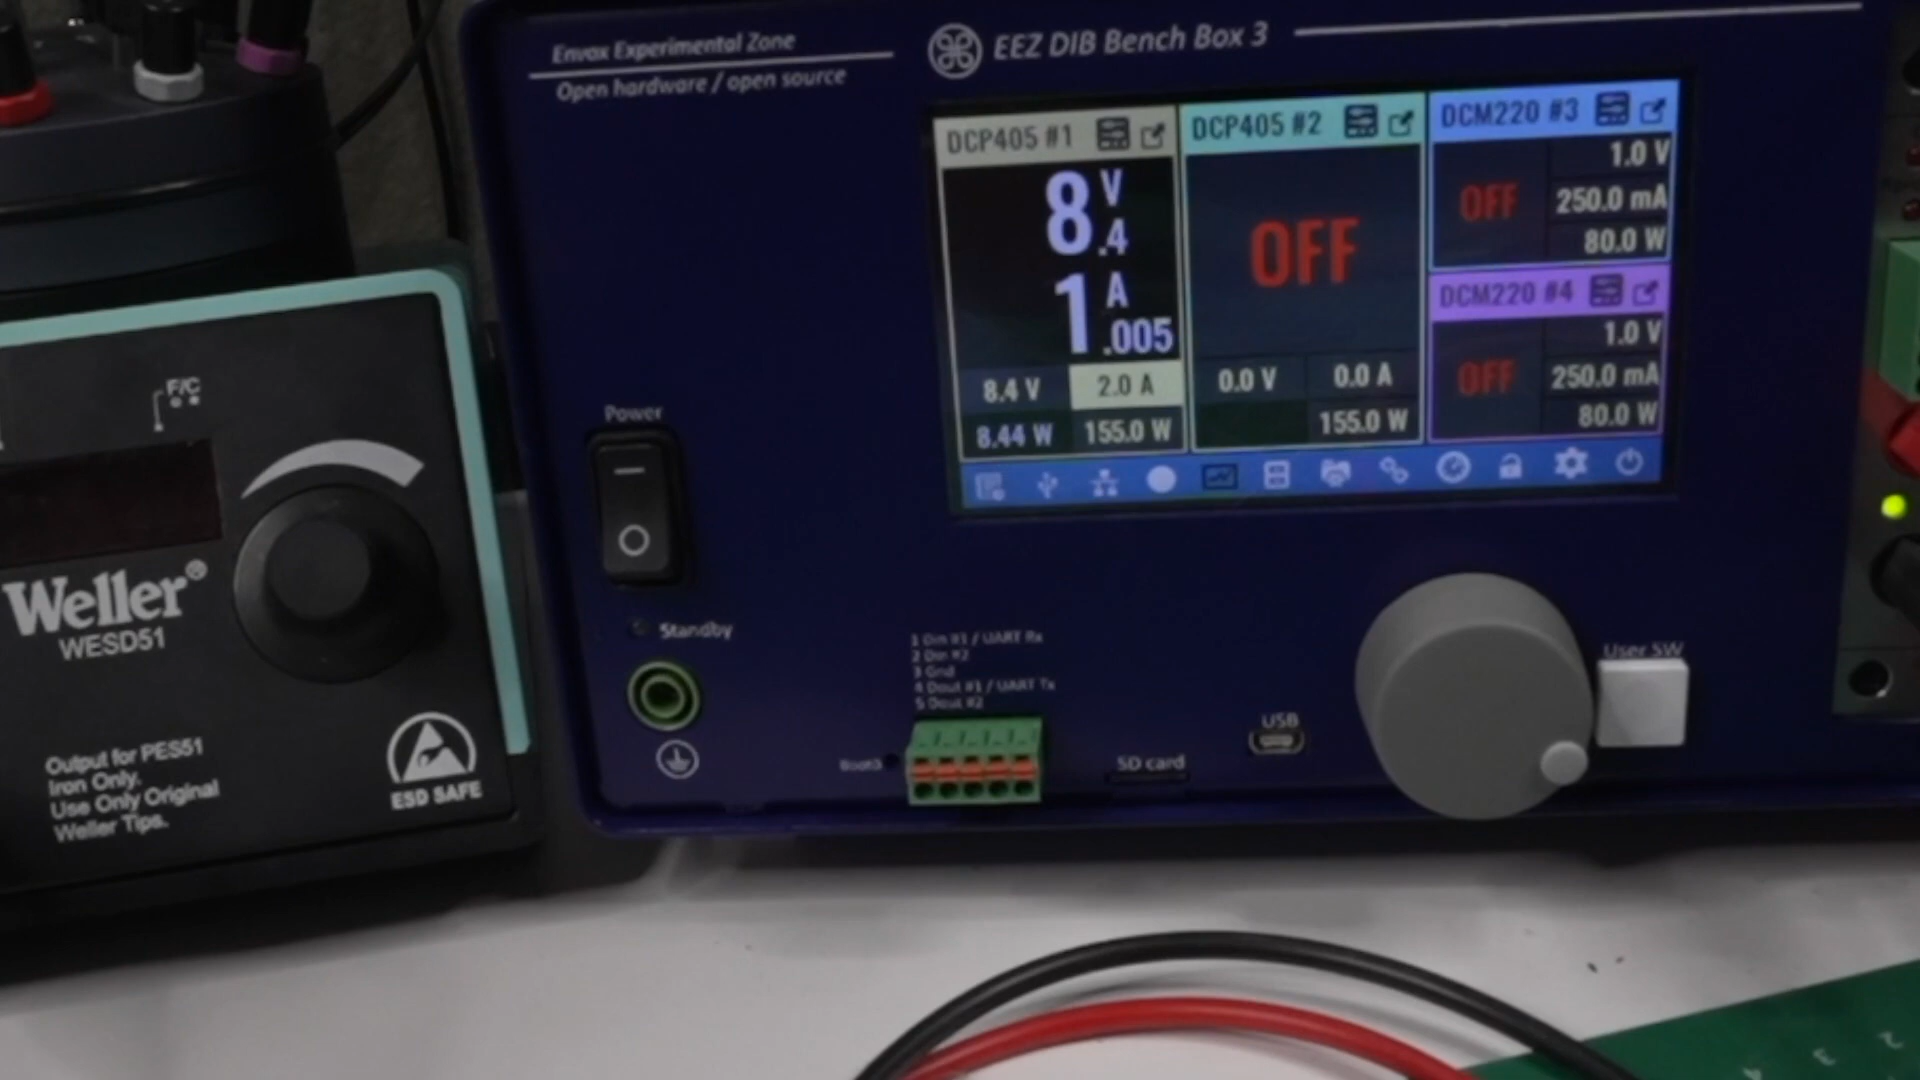 Envox Experimental Zone
Open hardware / open source
EEZ DIB Bench Box 3
DCP405 #1
8.4 V
1.005 A
8.4 V
2.0 A
8.44 W
155.0 W
DCP405 #2
OFF
0.0 V
0.0 A
155.0 W
DCM220 #3
OFF
1.0 V
250.0 mA
80.0 W
DCM220 #4
OFF
1.0 V
250.0 mA
80.0 W
Power
Standby
1 Din #1 / UART Rx
2 Din #2
3 Gnd
4 Dout #1 / UART Tx
5 Dout #2
Boot3
SD card
USB
User SW
F/C
Weller®
WESD51
Output for PES51
Iron Only.
Use Only Original
Weller Tips.
ESD SAFE
2
3
4